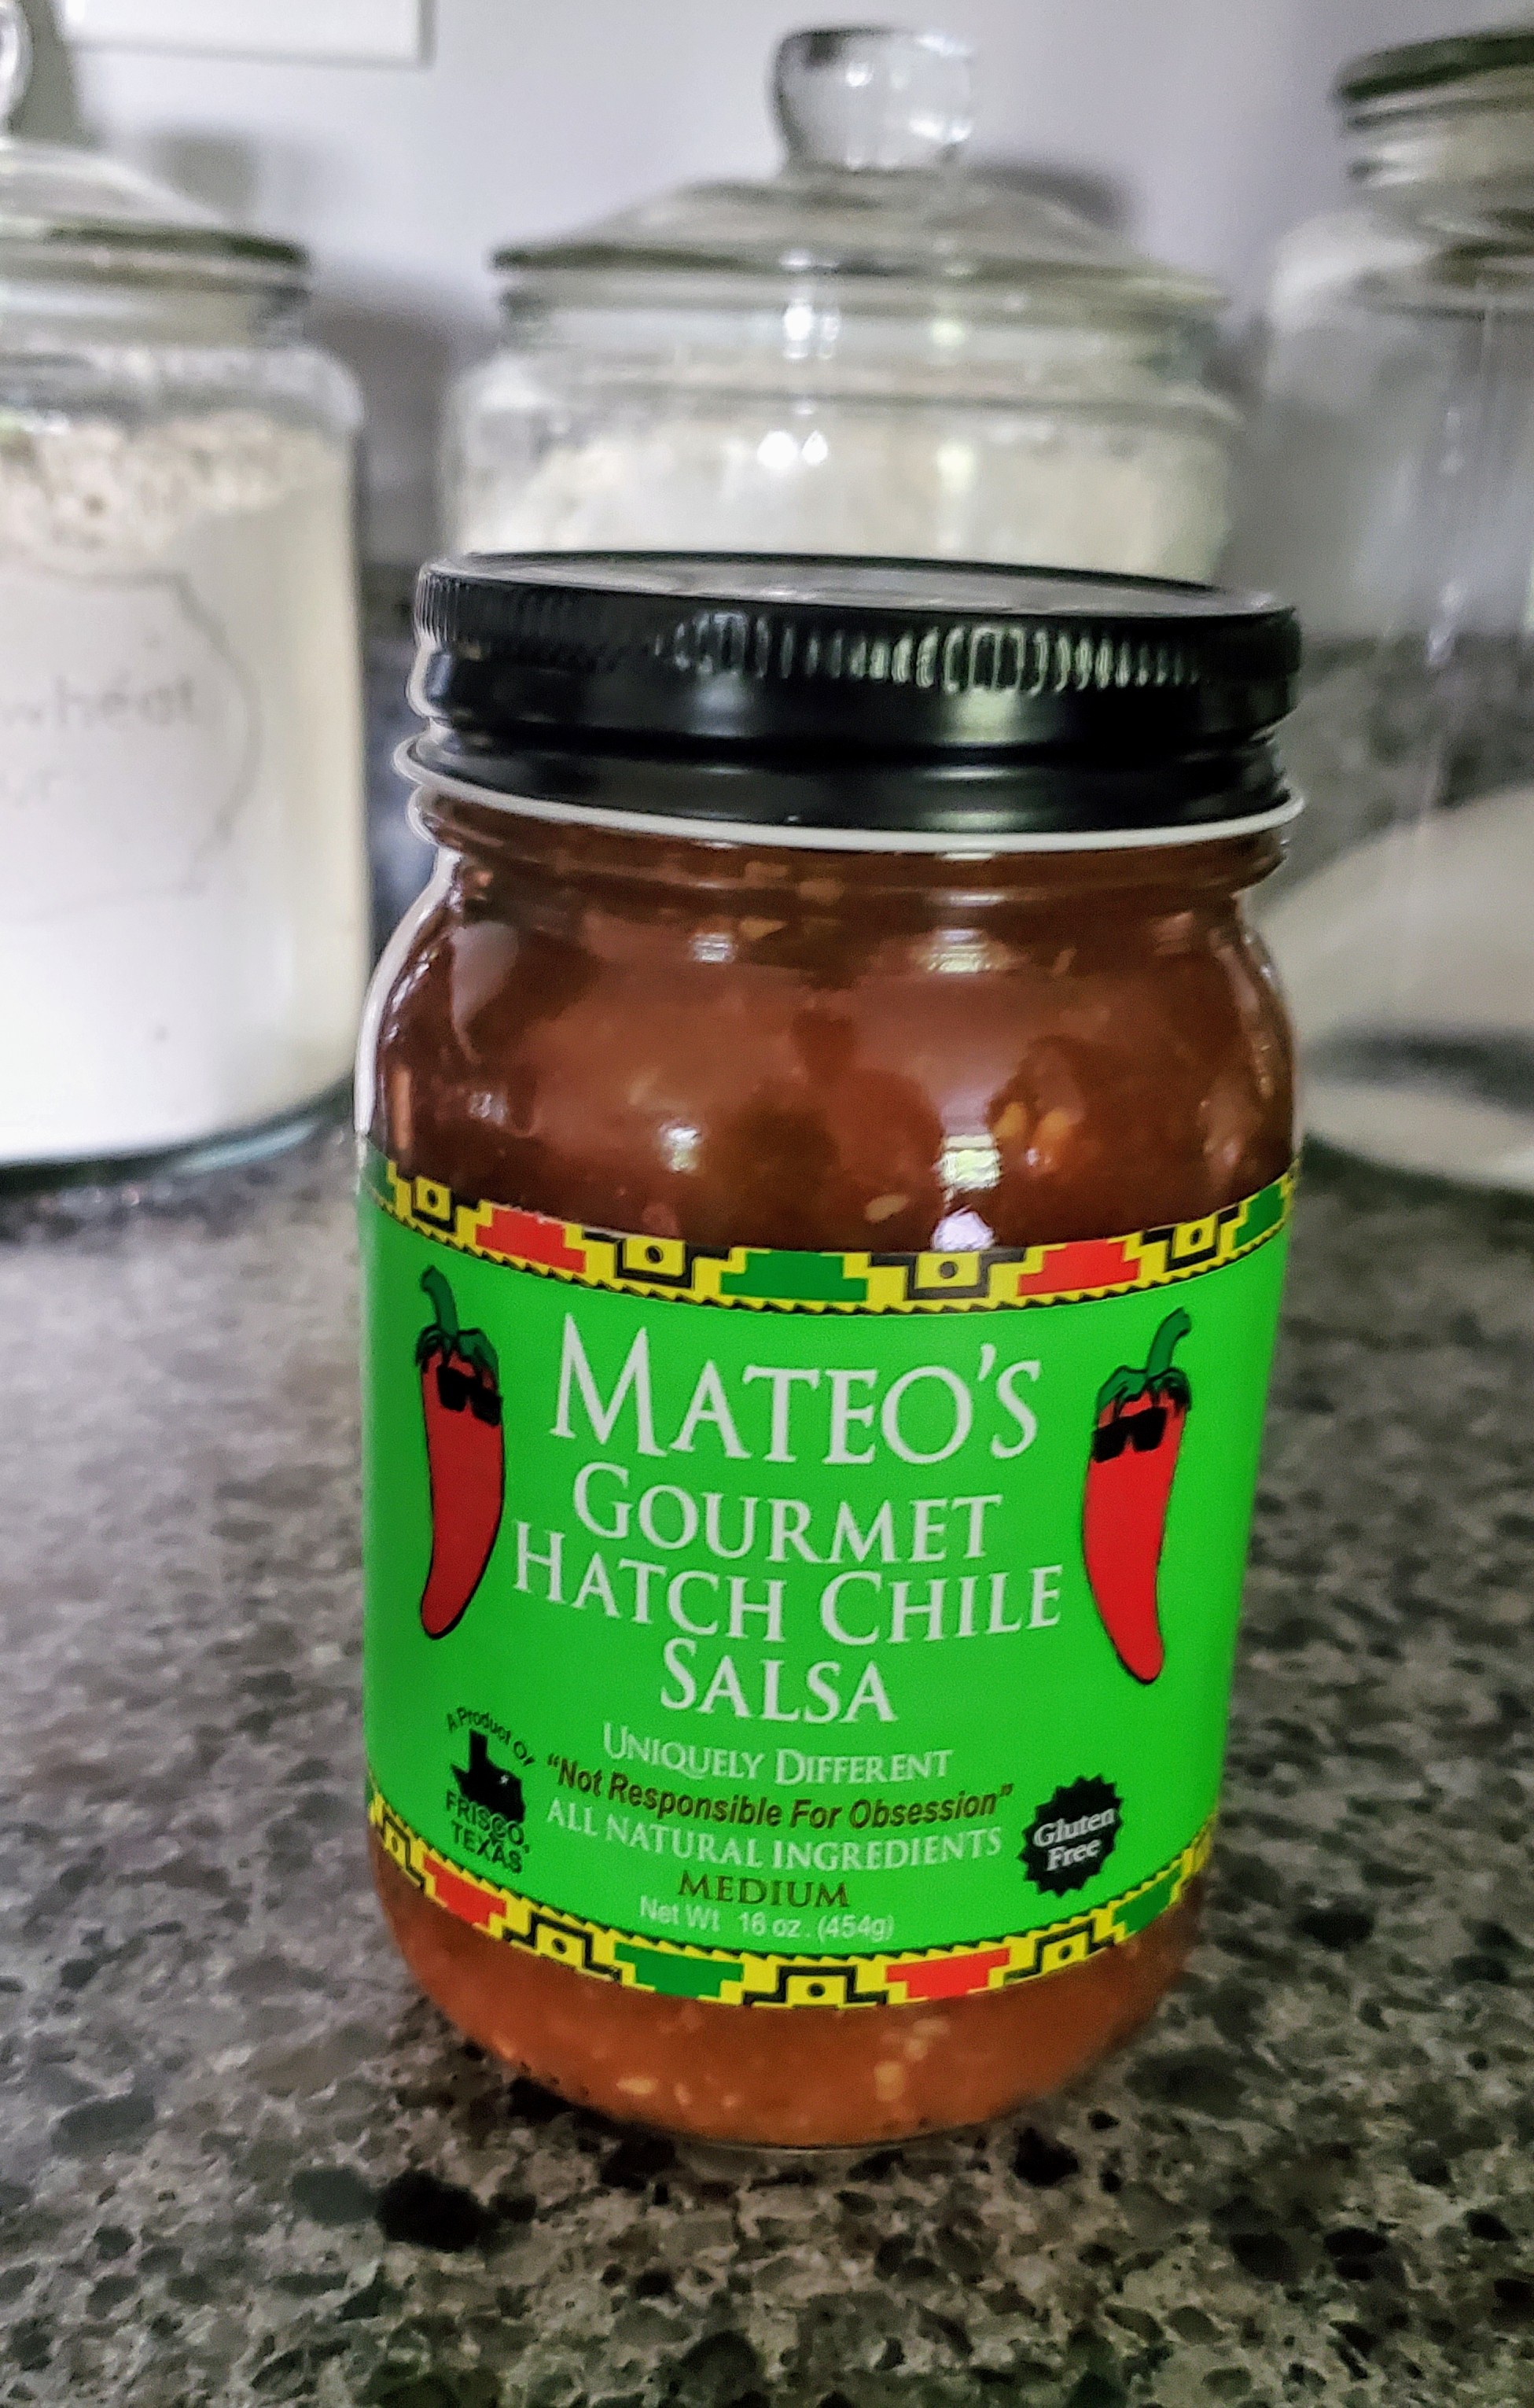 wheat
MATEO'S
GOURMET
HATCH CHILE
SALSA
UNIQUELY DIFFERENT
"Not Responsible For Obsession"
ALL NATURAL INGREDIENTS
MEDIUM
Net Wt 16 oz. (454g)
A Product Of
FRISCO,
TEXAS
Gluten
Free